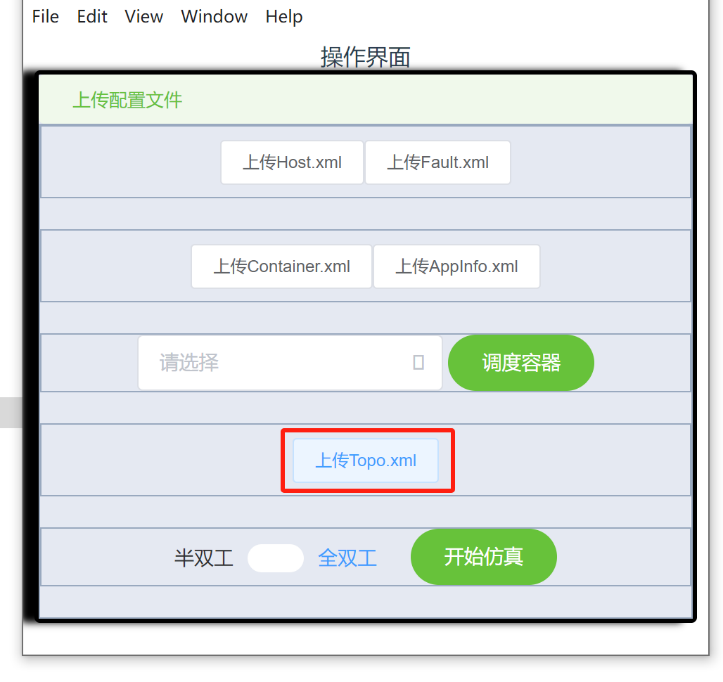 File Edit View Window Help
操作界面
上传配置文件
上传Host.xml 上传Fault.xml
上传Container.xml 上传AppInfo.xml
请选择 调度容器
上传Topo.xml
半双工 全双工 开始仿真